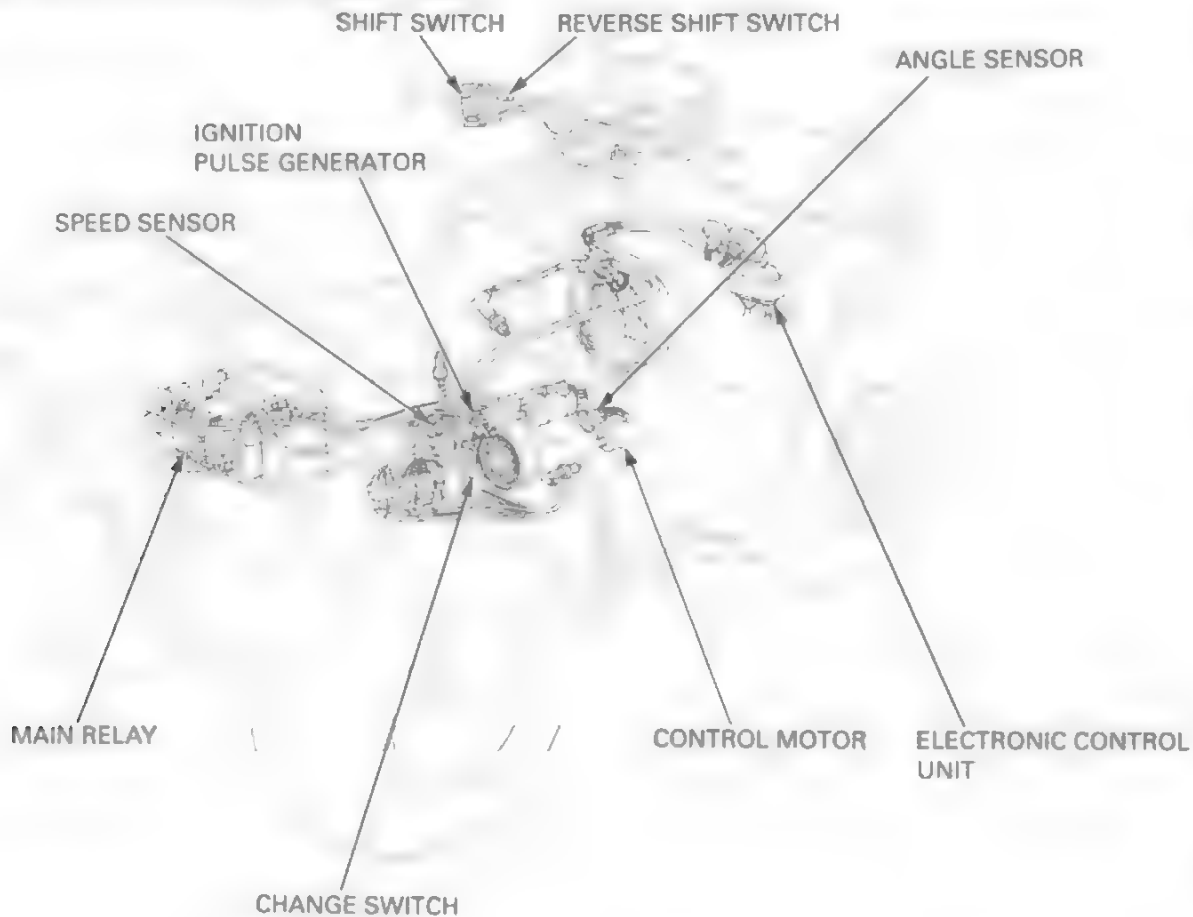 SHIFT SWITCH
REVERSE SHIFT SWITCH
ANGLE SENSOR
IGNITION
PULSE GENERATOR
SPEED SENSOR
MAIN RELAY
CONTROL MOTOR
ELECTRONIC CONTROL
UNIT
CHANGE SWITCH